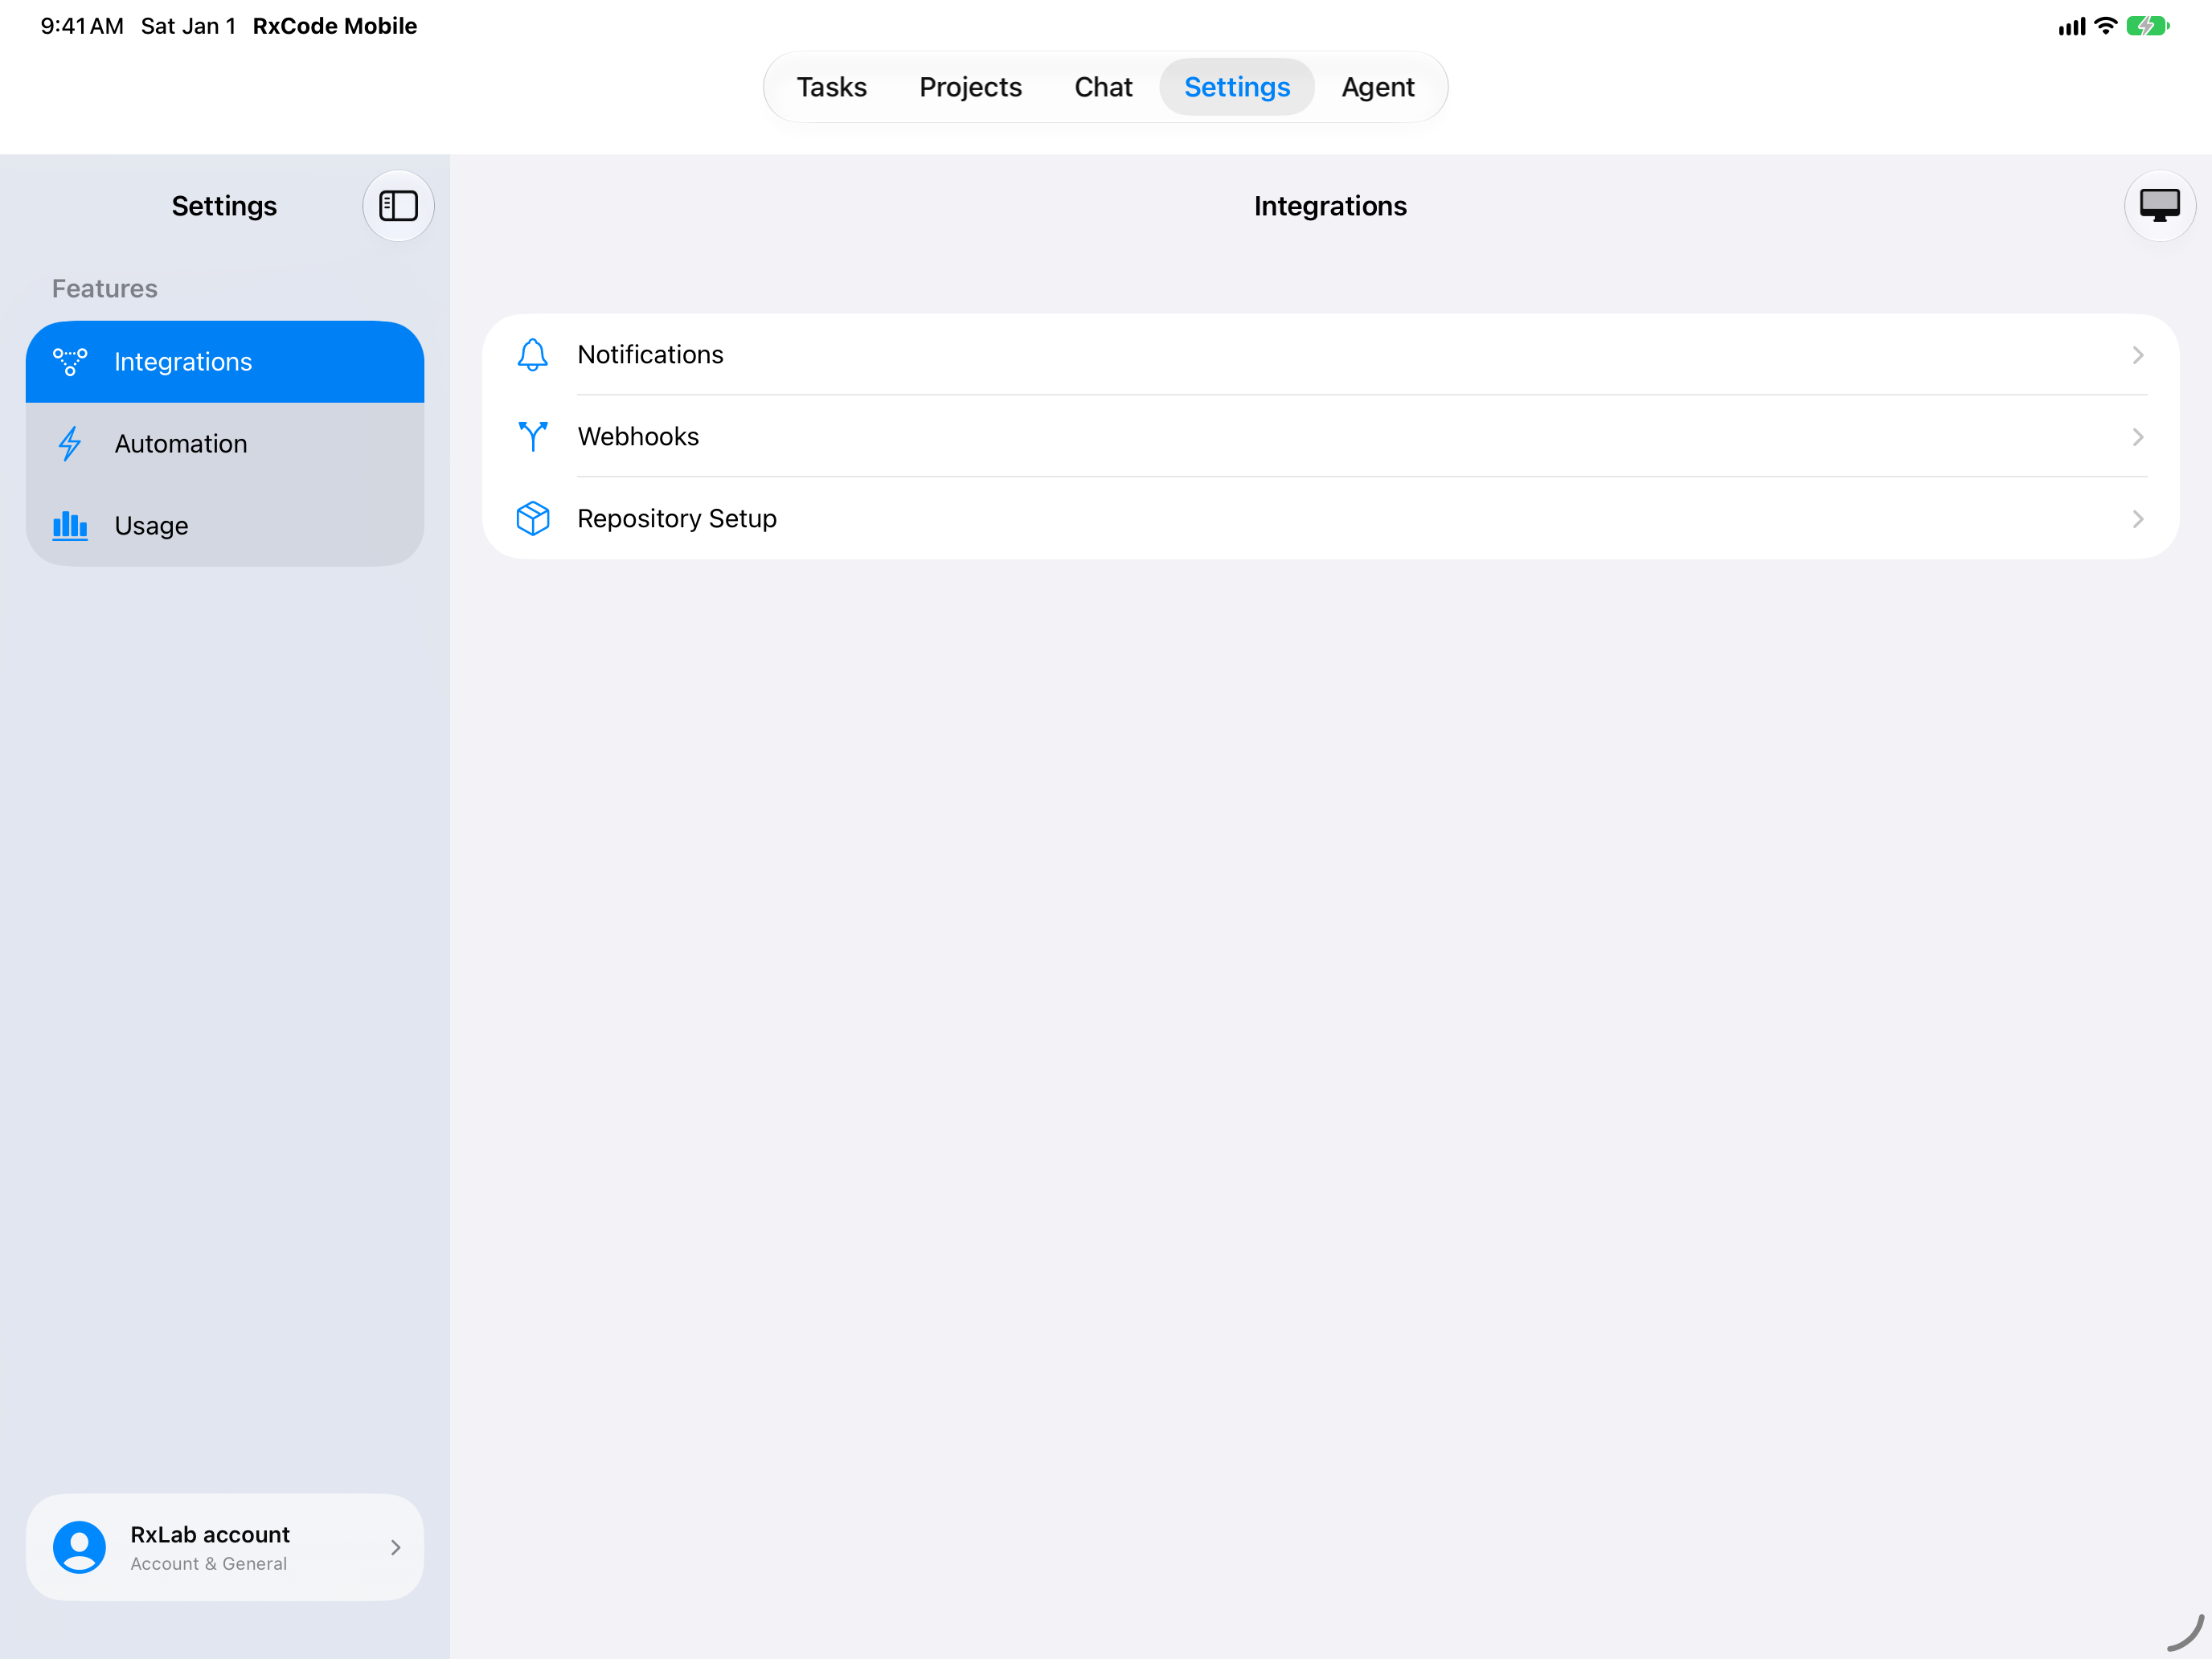 9:41 AM Sat Jan 1 RxCode Mobile
Tasks Projects Chat Settings Agent
Settings
Integrations
Features
Integrations
Automation
Usage
Notifications
Webhooks
Repository Setup
RxLab account
Account & General